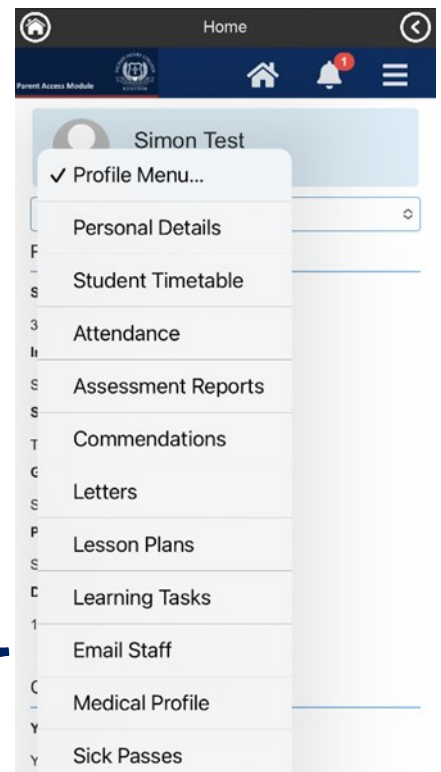 Home
Parent Access Module
1
Simon Test
✓ Profile Menu...
Personal Details
Student Timetable
Attendance
Assessment Reports
Commendations
Letters
Lesson Plans
Learning Tasks
Email Staff
Medical Profile
Sick Passes